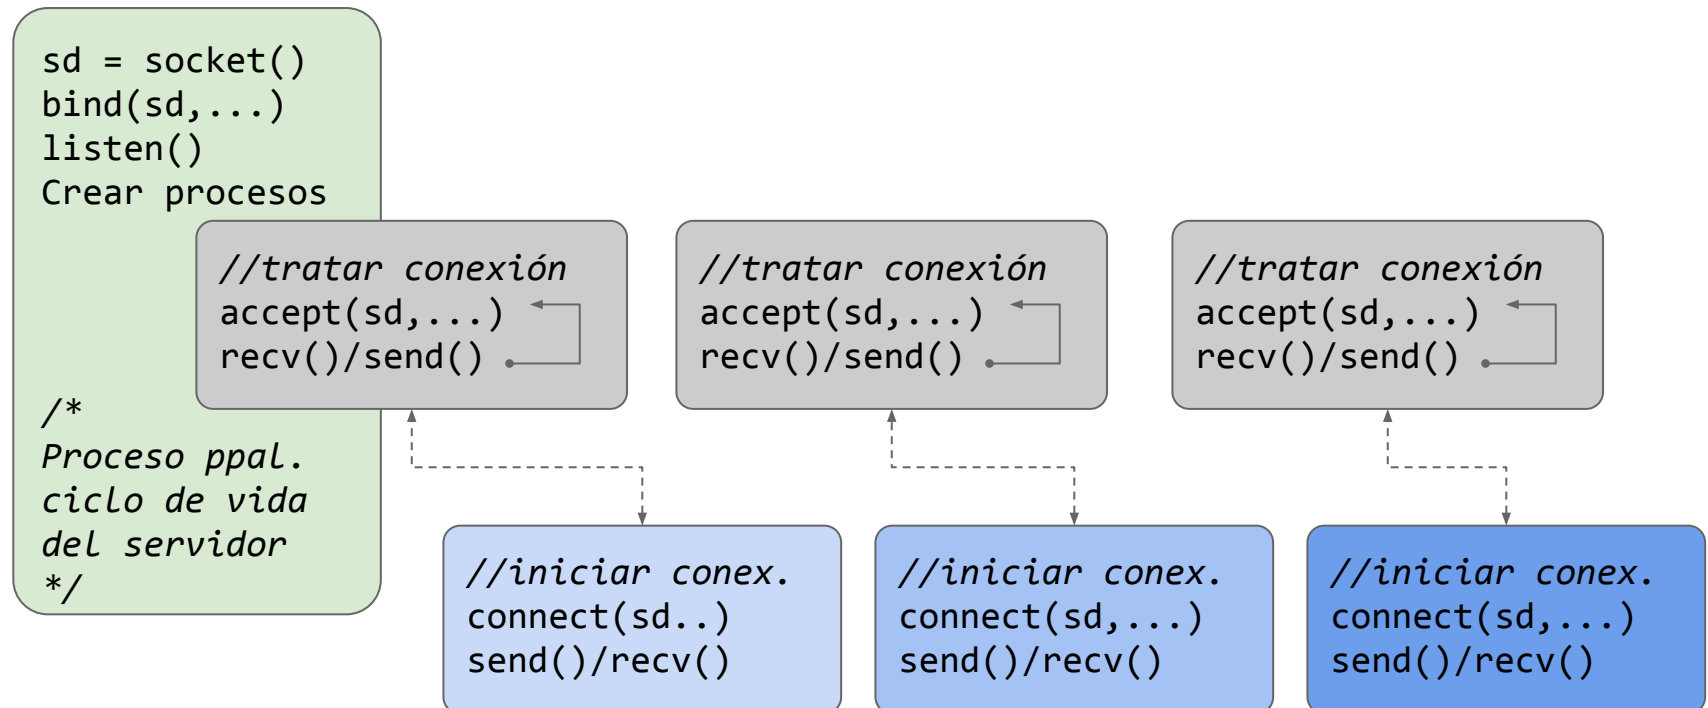 sd = socket()
bind(sd,...)
listen()
Crear procesos
/*
Proceso ppal.
ciclo de vida
del servidor
*/
//tratar conexión
accept(sd,...)
recv()/send()
//tratar conexión
accept(sd,...)
recv()/send()
//tratar conexión
accept(sd,...)
recv()/send()
//iniciar conex.
connect(sd..)
send()/recv()
//iniciar conex.
connect(sd,...)
send()/recv()
//iniciar conex.
connect(sd,...)
send()/recv()